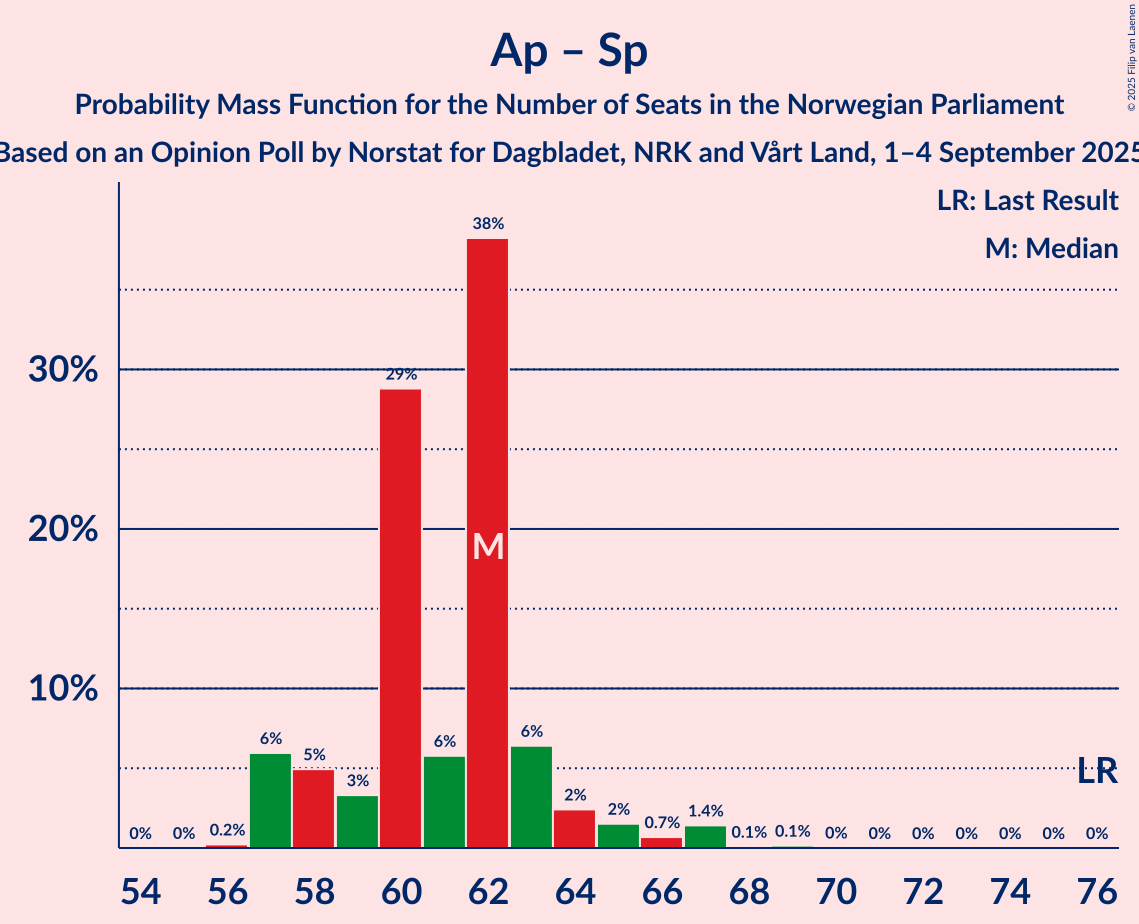 Ap – Sp
Probability Mass Function for the Number of Seats in the Norwegian Parliament
Based on an Opinion Poll by Norstat for Dagbladet, NRK and Vårt Land, 1–4 September 2025
© 2025 Filip van Laenen
LR: Last Result
M: Median
30%
20%
10%
0% 0% 0.2% 6% 5% 3% 29% 6% 38% 6% 2% 2% 0.7% 1.4% 0.1% 0.1% 0% 0% 0% 0% 0% 0% 0%
M
LR
54 56 58 60 62 64 66 68 70 72 74 76